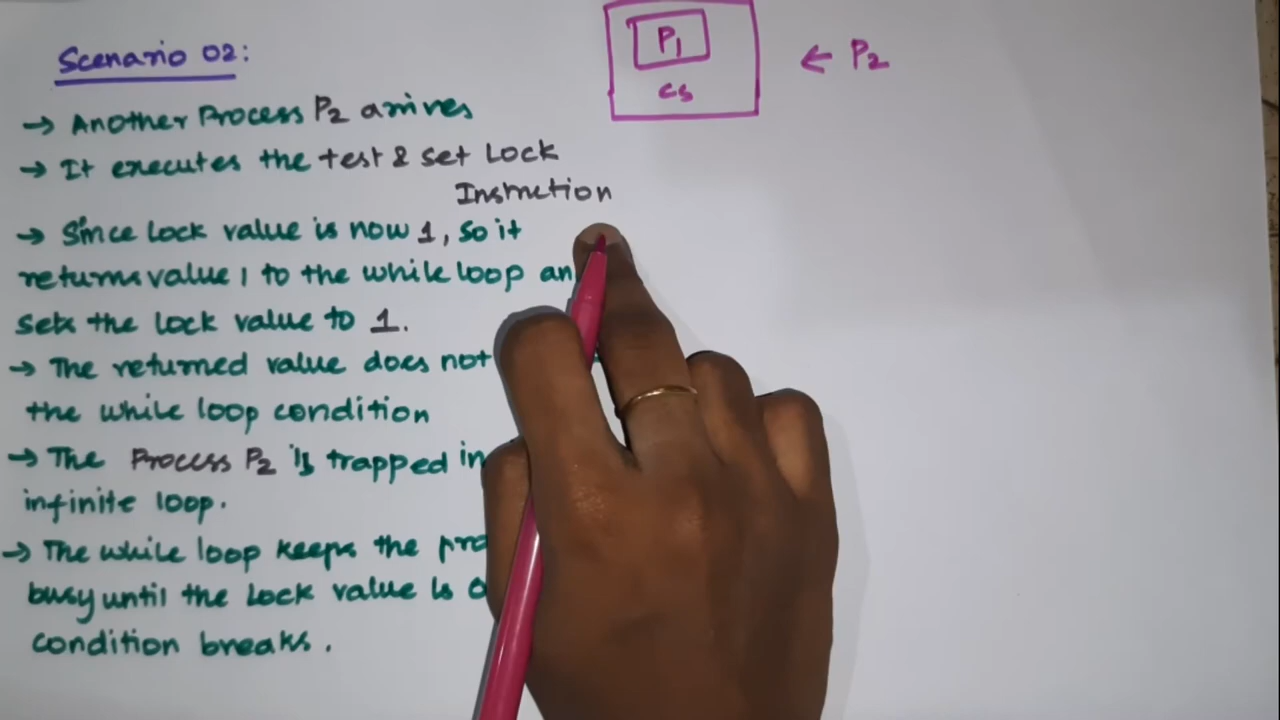 Scenario 02:
P1
CS
← P2
→ Another Process P2 arrives
→ It executes the test & set Lock
Instruction
→ Since Lock value is now 1, so it
returns value 1 to the while loop an
sets the lock value to 1.
→ The returned value does not
the while loop condition
→ The Process P2 is trapped in
infinite loop.
→ The while loop keeps the pro
busy until the Lock value is 0
condition breaks.